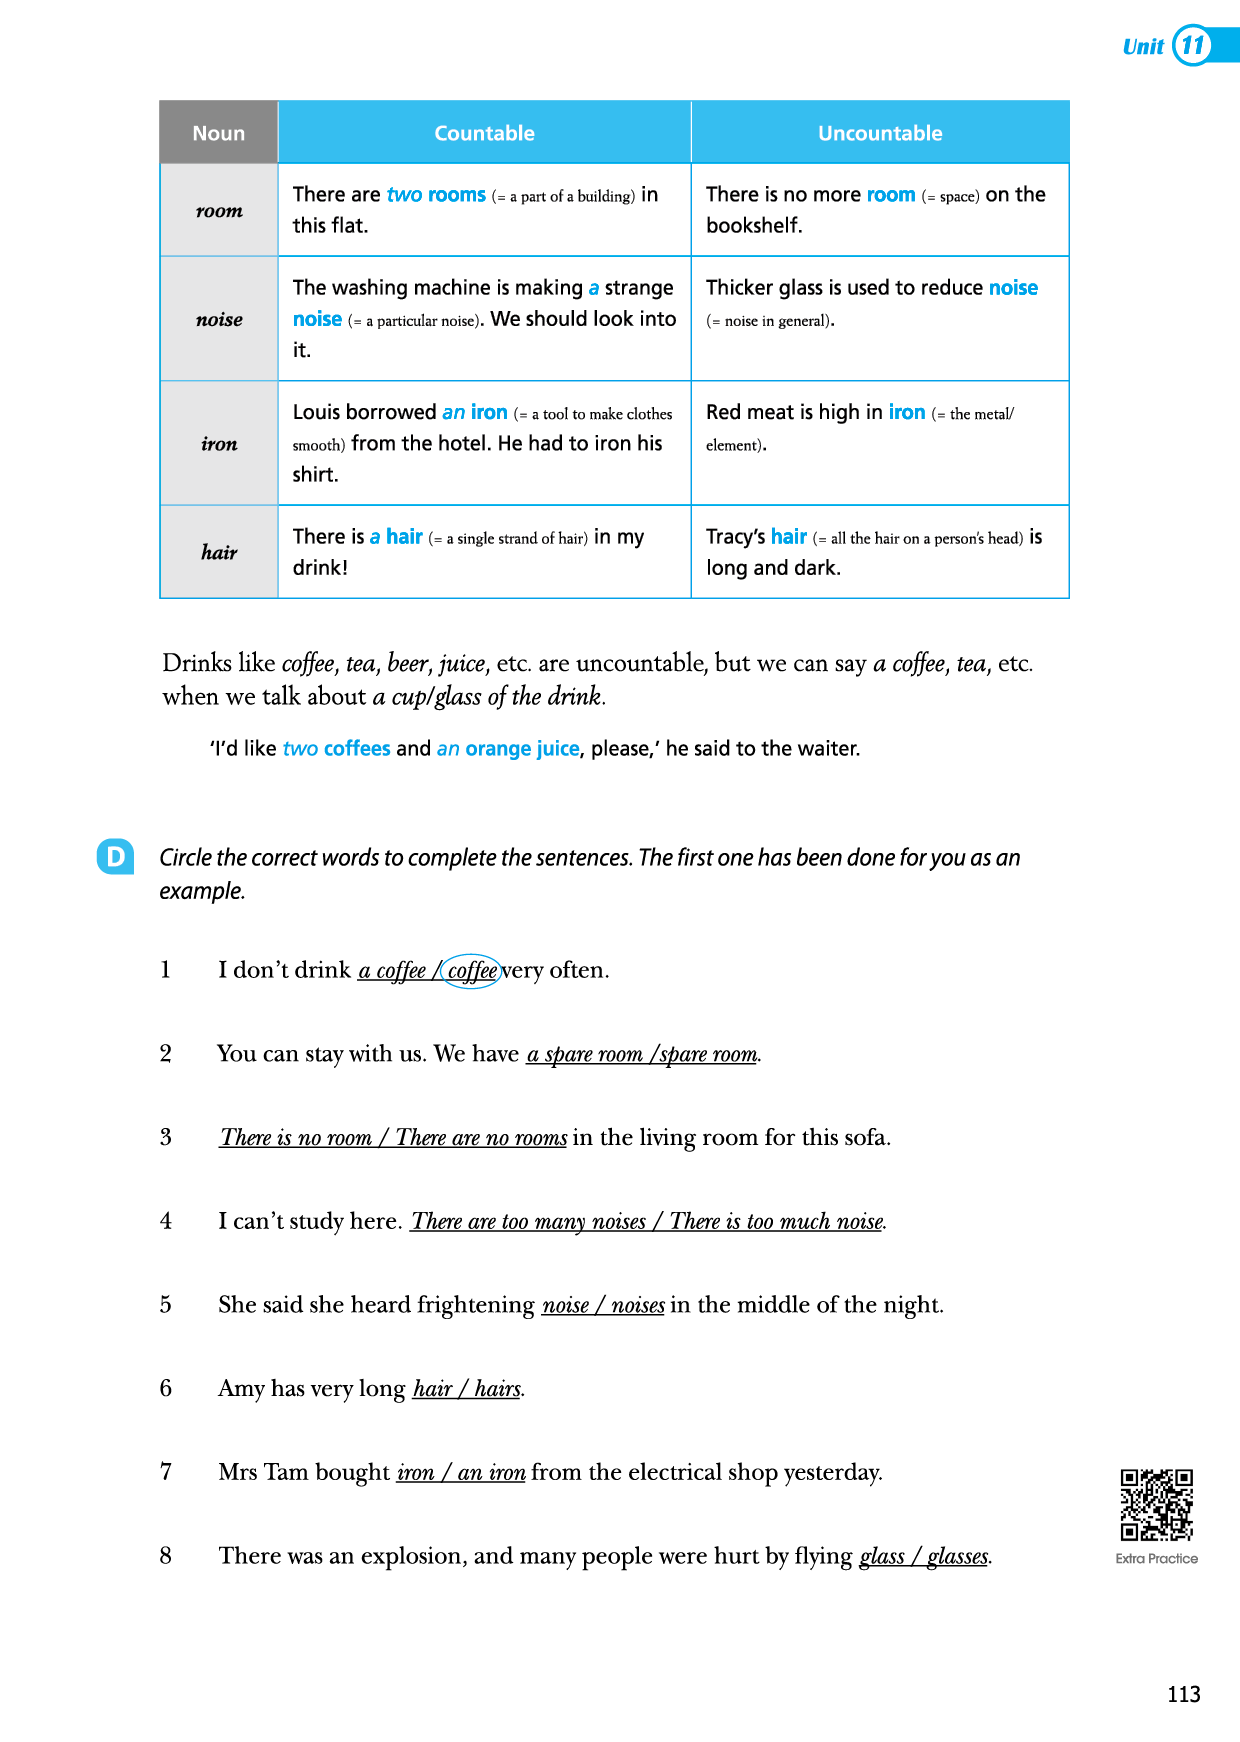 Unit 11
Noun
Countable
Uncountable
room
There are two rooms (= a part of a building) in
this flat.
There is no more room (= space) on the
bookshelf.
noise
The washing machine is making a strange
noise (= a particular noise). We should look into
it.
Thicker glass is used to reduce noise
(= noise in general).
iron
Louis borrowed an iron (= a tool to make clothes
smooth) from the hotel. He had to iron his
shirt.
Red meat is high in iron (= the metal/
element).
hair
There is a hair (= a single strand of hair) in my
drink!
Tracy’s hair (= all the hair on a person’s head) is
long and dark.
Drinks like coffee, tea, beer, juice, etc. are uncountable, but we can say a coffee, tea, etc.
when we talk about a cup/glass of the drink.
‘I’d like two coffees and an orange juice, please,’ he said to the waiter.
D Circle the correct words to complete the sentences. The first one has been done for you as an
example.
1 I don’t drink a coffee / coffee very often.
2 You can stay with us. We have a spare room /spare room.
3 There is no room / There are no rooms in the living room for this sofa.
4 I can’t study here. There are too many noises / There is too much noise.
5 She said she heard frightening noise / noises in the middle of the night.
6 Amy has very long hair / hairs.
7 Mrs Tam bought iron / an iron from the electrical shop yesterday.
8 There was an explosion, and many people were hurt by flying glass / glasses.
Extra Practice
113